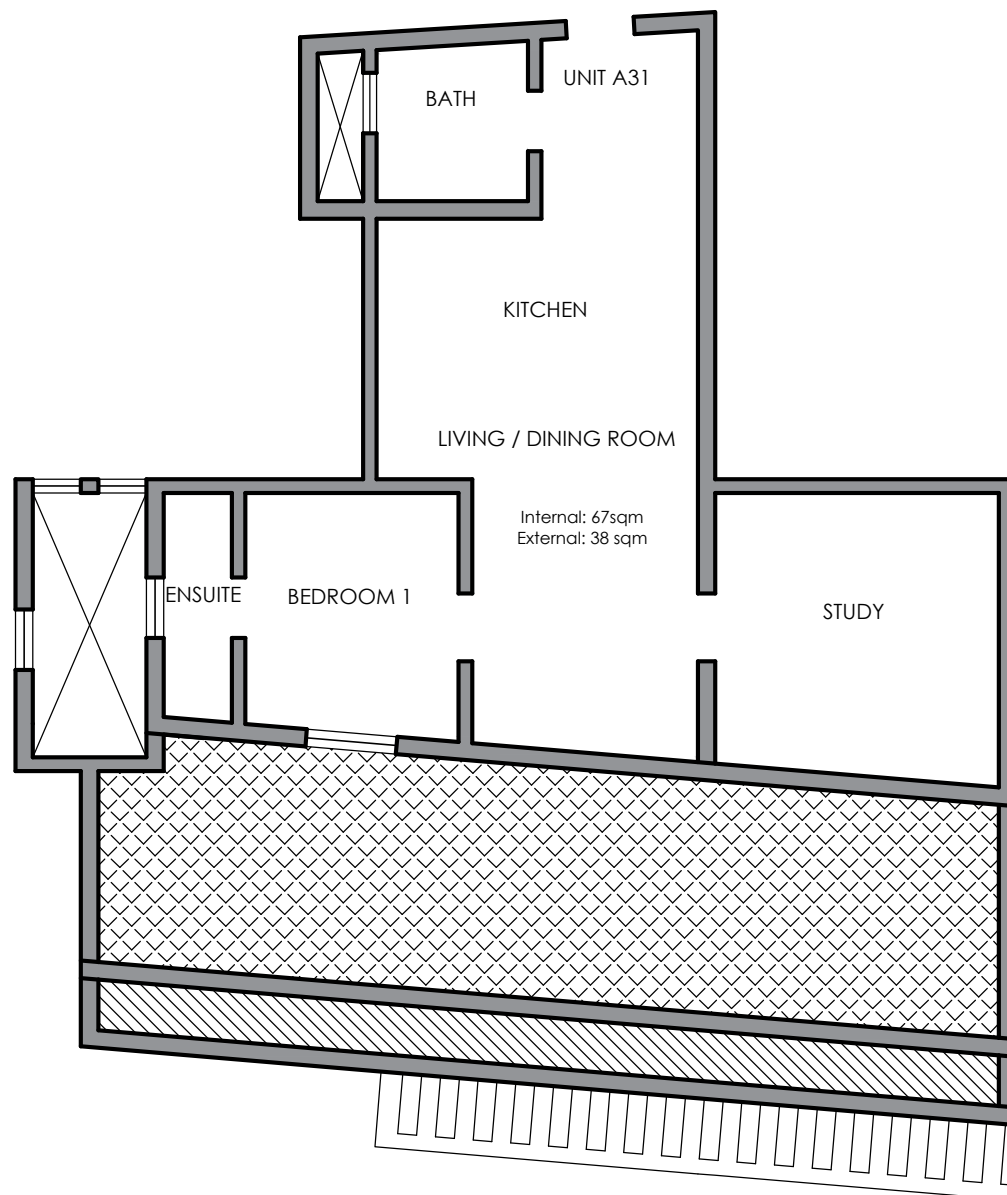 UNIT A31
BATH
KITCHEN
LIVING / DINING ROOM
Internal: 67sqm
External: 38 sqm
ENSUITE
BEDROOM 1
STUDY